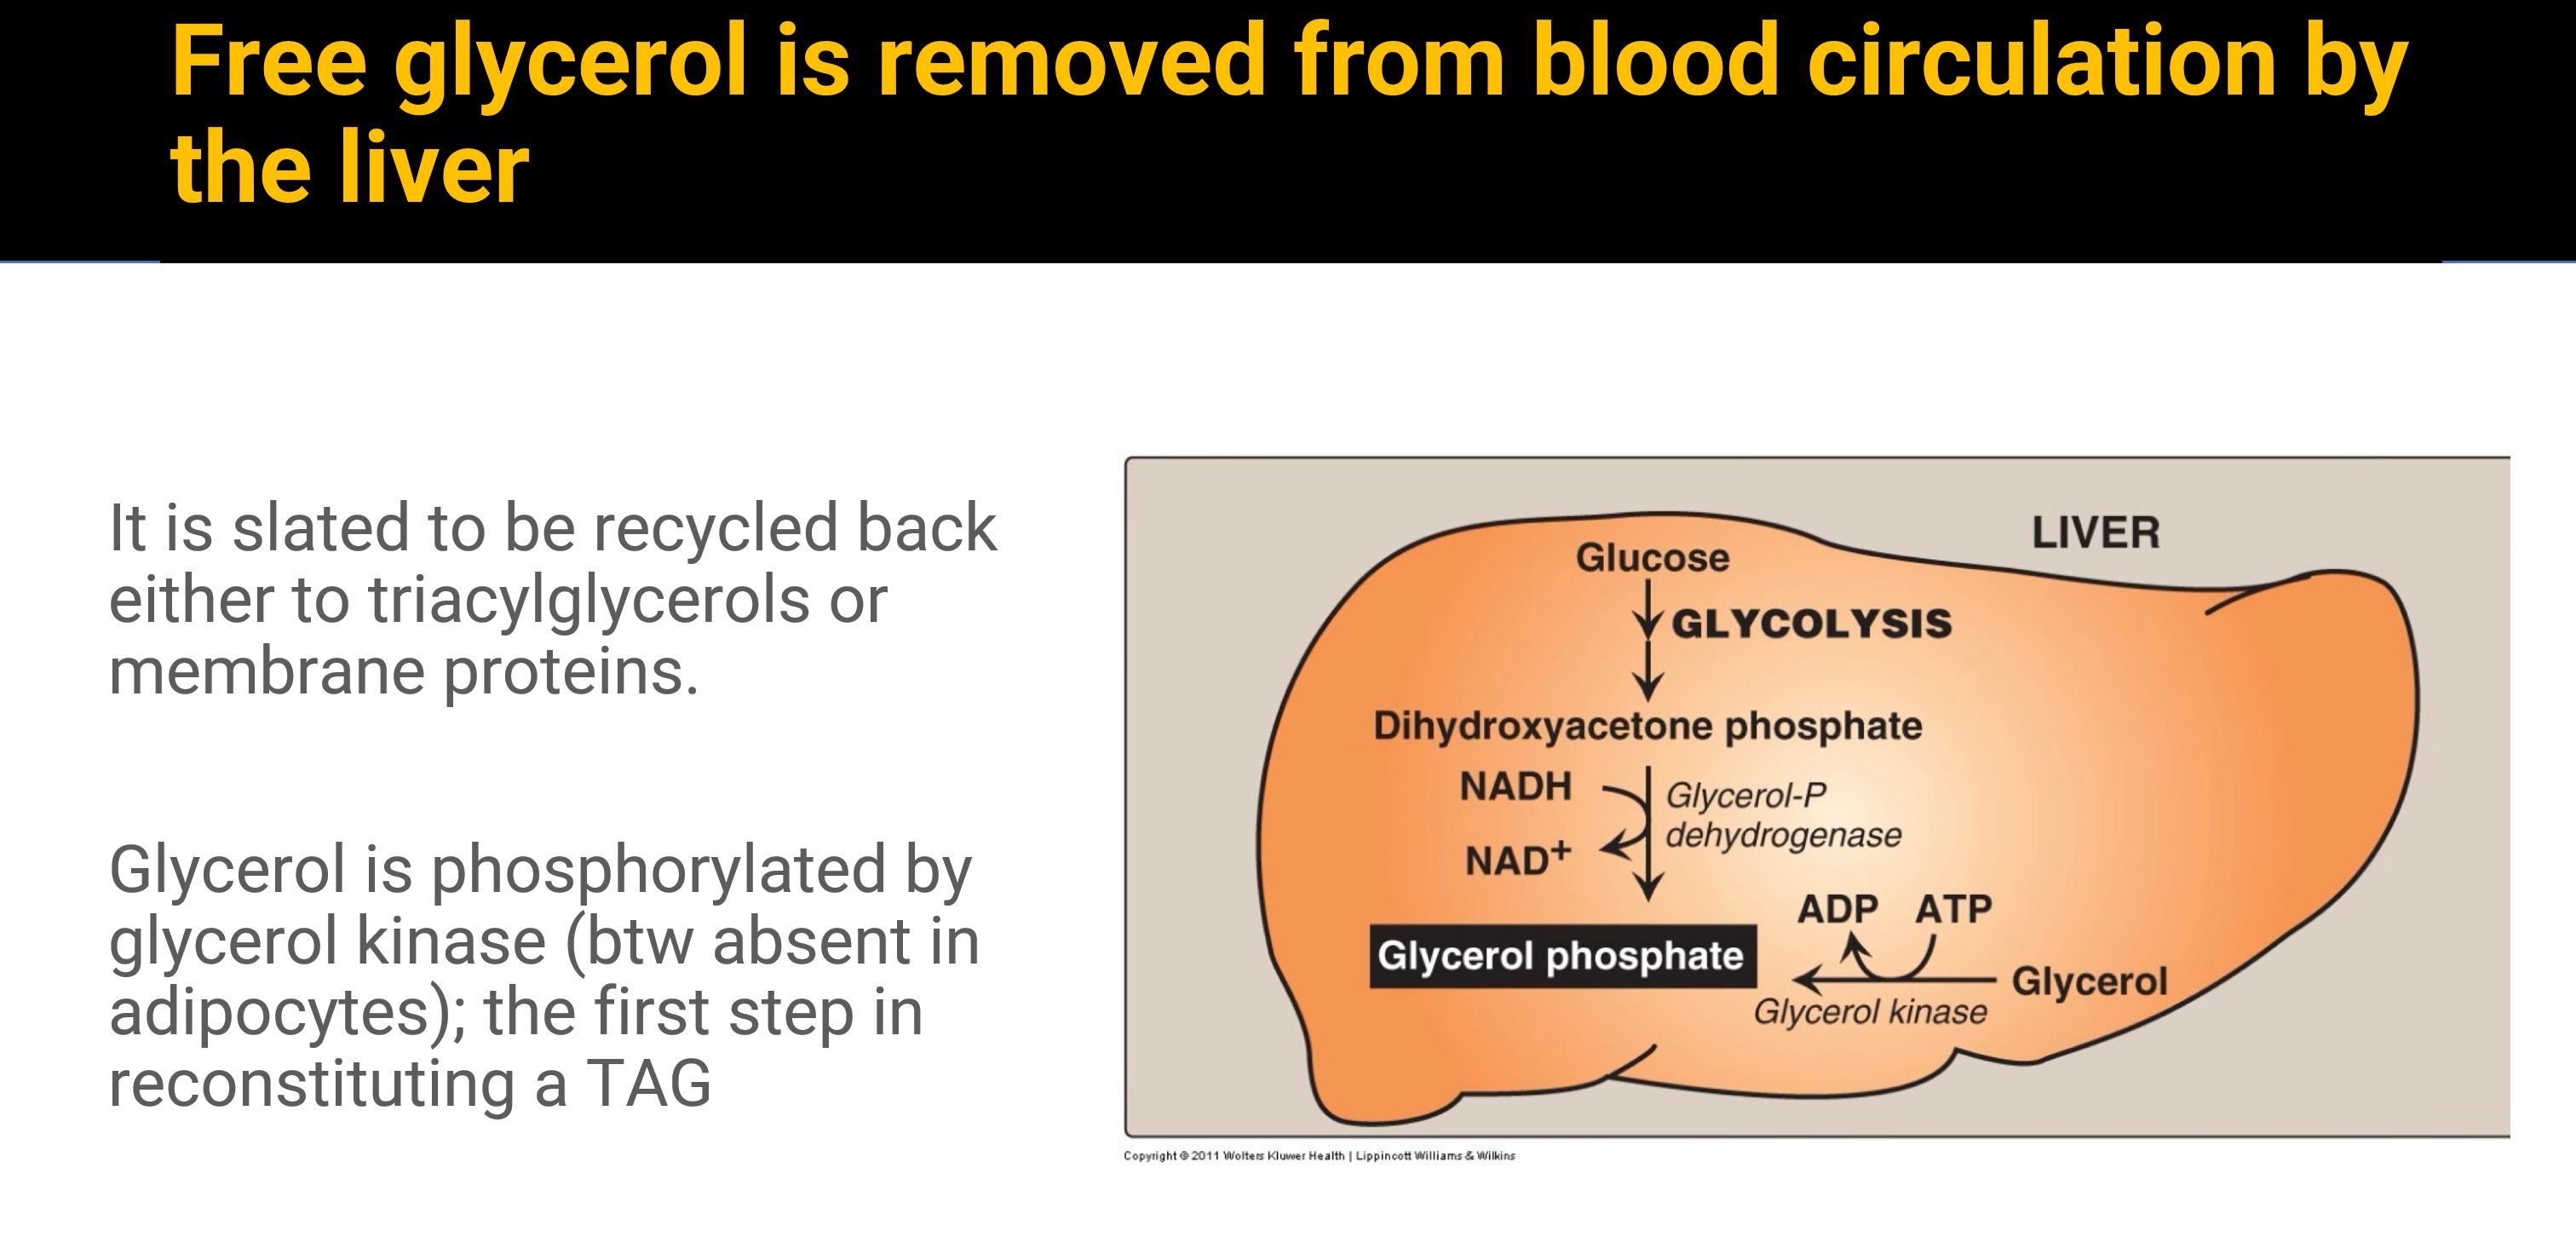 Free glycerol is removed from blood circulation by
the liver
It is slated to be recycled back
either to triacylglycerols or
membrane proteins.
Glycerol is phosphorylated by
glycerol kinase (btw absent in
adipocytes); the first step in
reconstituting a TAG
LIVER
Glucose
GLYCOLYSIS
Dihydroxyacetone phosphate
NADH
Glycerol-P
dehydrogenase
NAD+
ADP ATP
Glycerol phosphate
Glycerol
Glycerol kinase
Copyright © 2011 Wolters Kluwer Health | Lippincott Williams & Wilkins